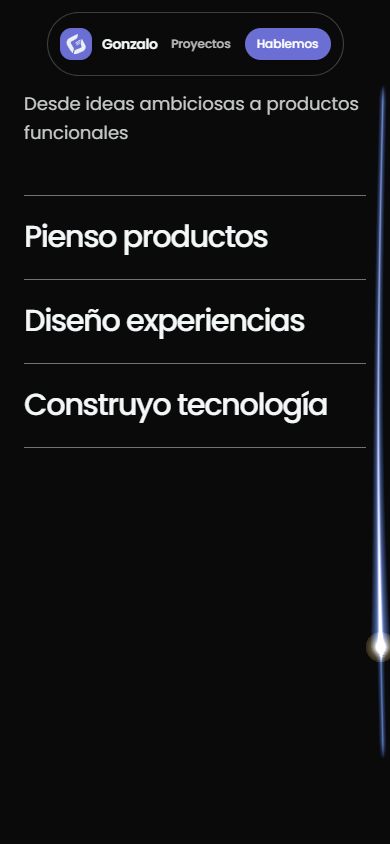 Gonzalo Proyectos Hablemos
Desde ideas ambiciosas a productos
funcionales
Pienso productos
Diseño experiencias
Construyo tecnología